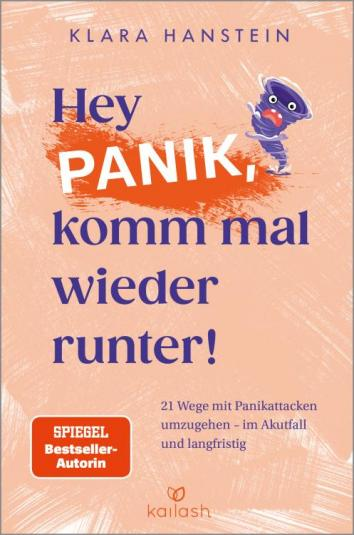 KLARA HANSTEIN
Hey
PANIK,
komm mal
wieder
runter!
21 Wege mit Panikattacken
umzugehen – im Akutfall
und langfristig
SPIEGEL
Bestseller-
Autorin
kailash